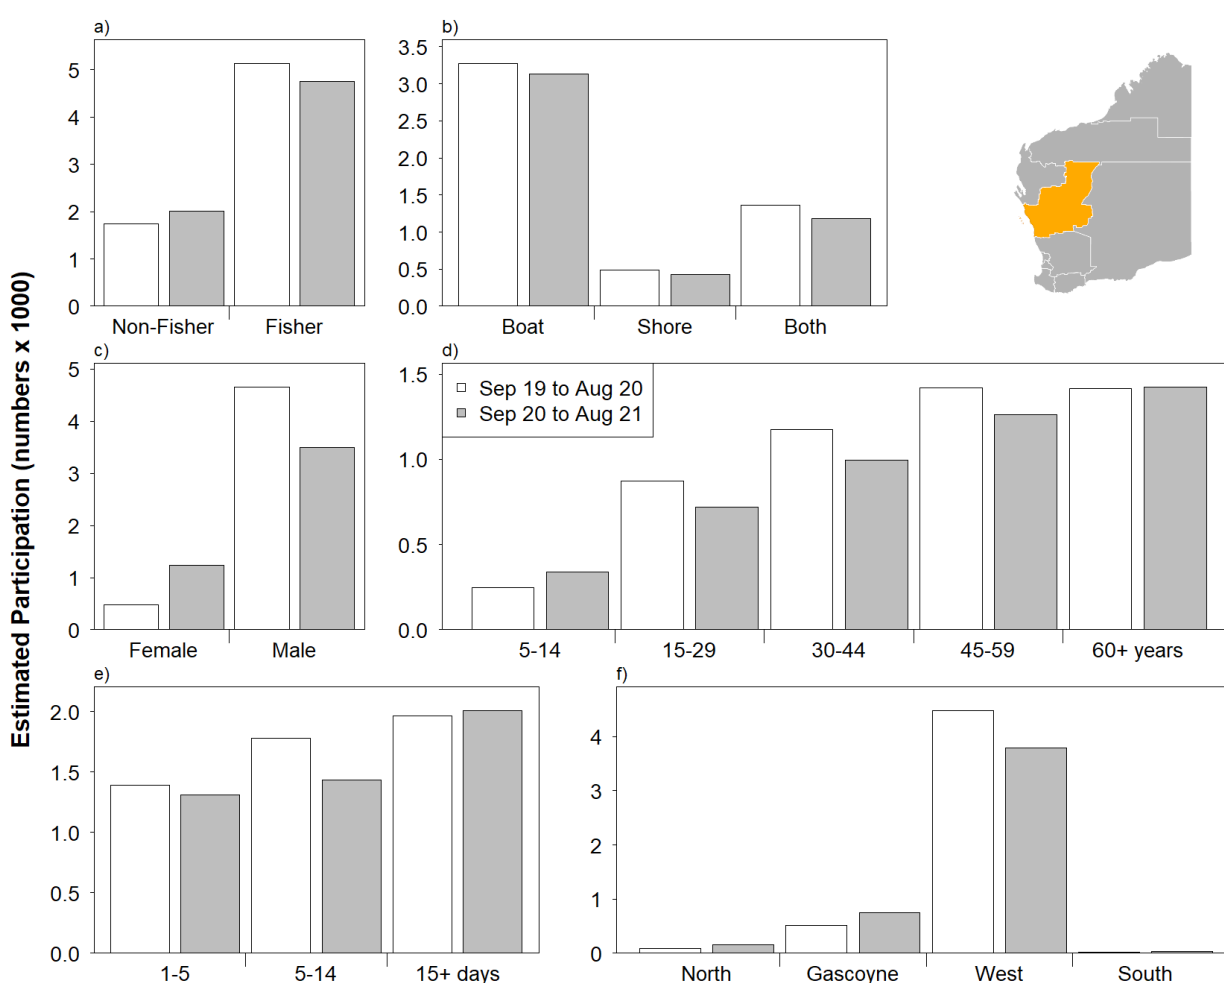 a)
5
4
3
2
1
0
Non-Fisher Fisher
b)
3.5
3.0
2.5
2.0
1.5
1.0
0.5
0.0
Boat Shore Both
Estimated Participation (numbers x 1000)
c)
5
4
3
2
1
0
Female Male
d)
1.5
1.0
0.5
0.0
Sep 19 to Aug 20
Sep 20 to Aug 21
5-14 15-29 30-44 45-59 60+ years
e)
2.0
1.5
1.0
0.5
0.0
1-5 5-14 15+ days
f)
4
3
2
1
0
North Gascoyne West South